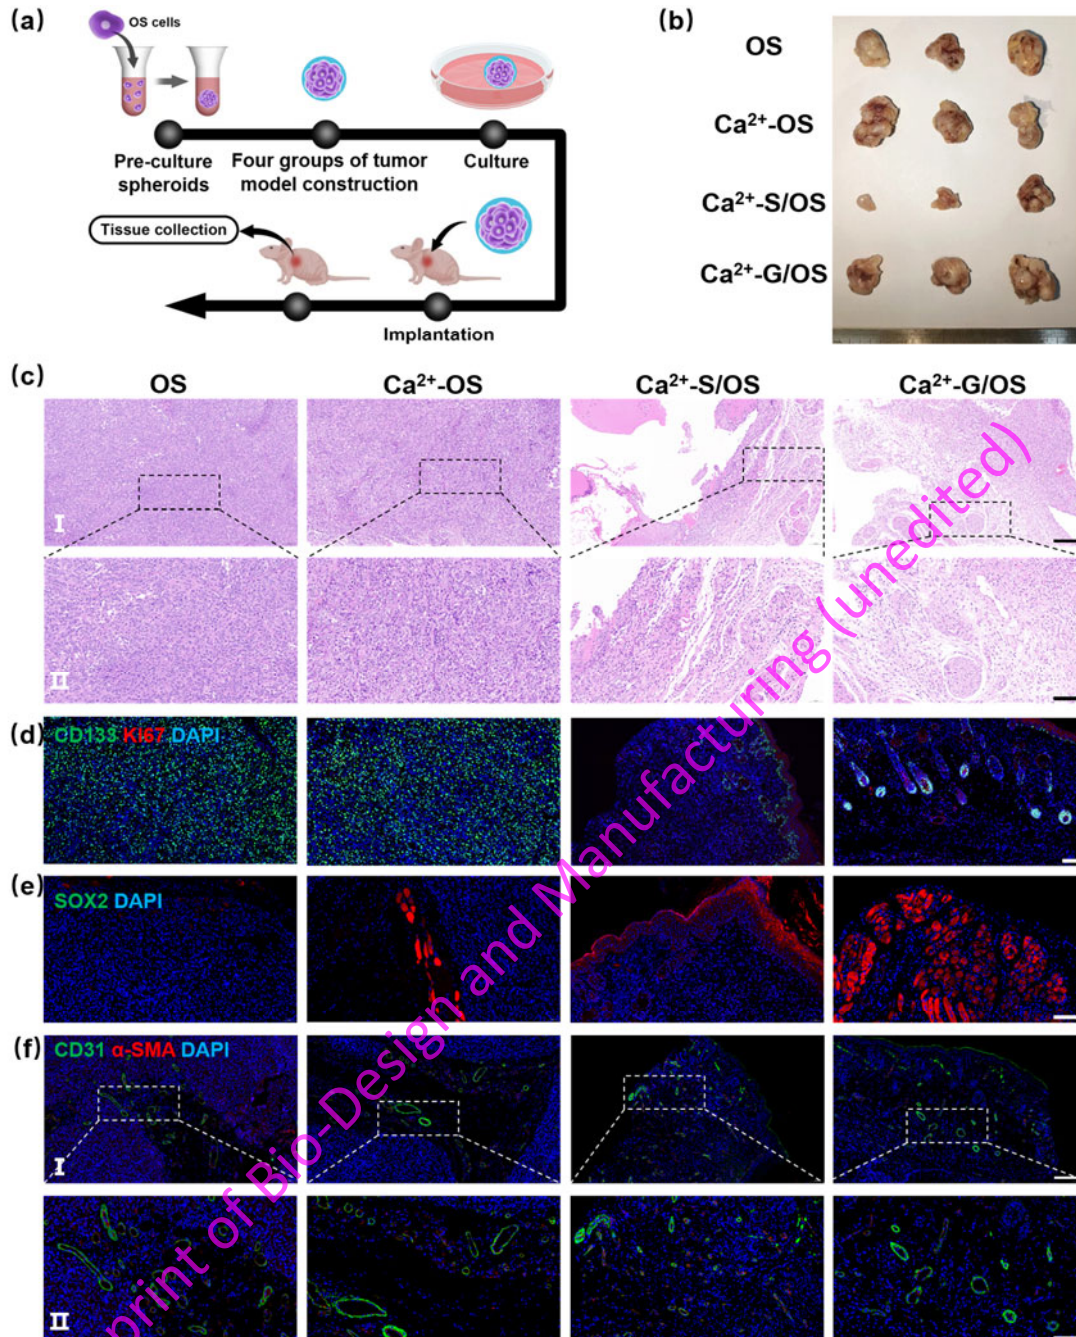 (a)
OS cells
Pre-culture
spheroids
Four groups of tumor
model construction
Culture
Tissue collection
Implantation
(b)
OS
Ca²⁺-OS
Ca²⁺-S/OS
Ca²⁺-G/OS
(c)
OS
Ca²⁺-OS
Ca²⁺-S/OS
Ca²⁺-G/OS
I
II
(d)
CD133 KI67 DAPI
(e)
SOX2 DAPI
(f)
CD31 α-SMA DAPI
I
II
print of Bio-Design and Manufacturing (unedited)